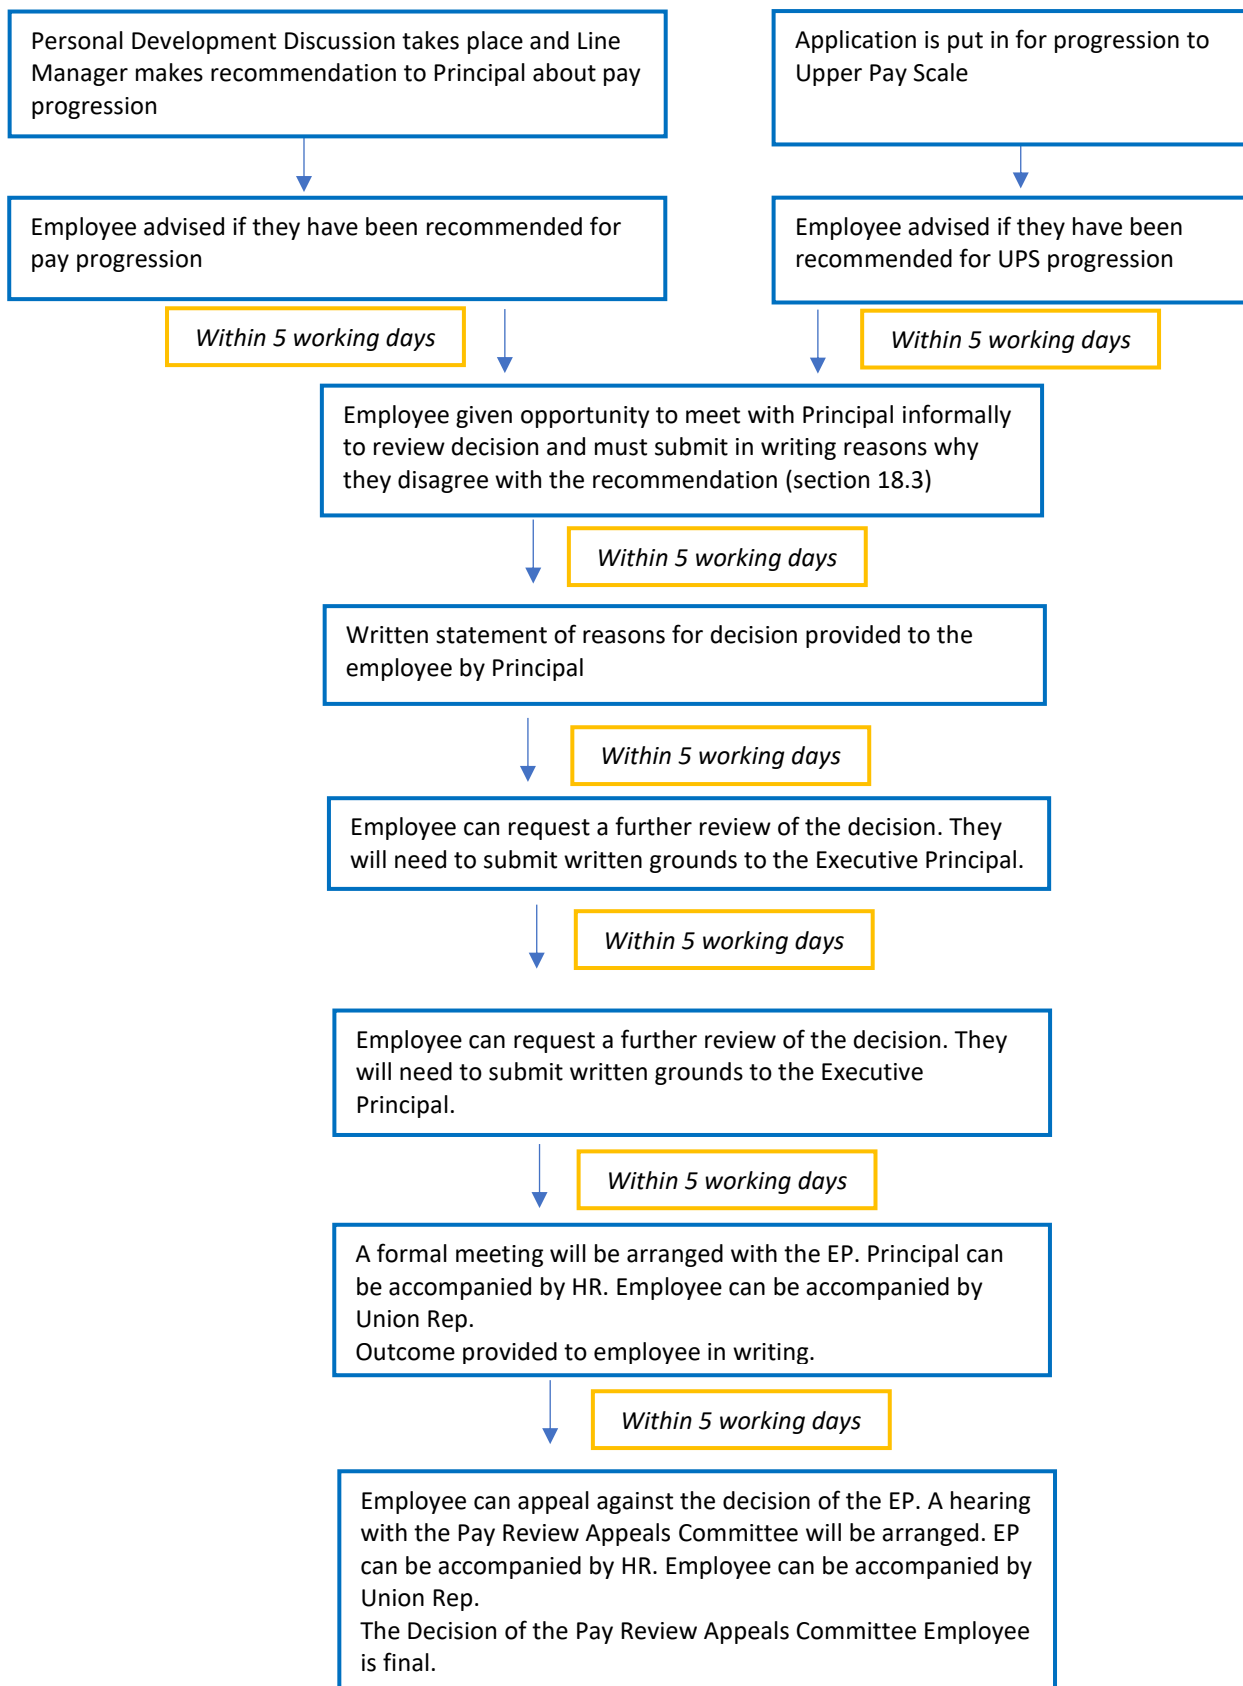 Personal Development Discussion takes place and Line
Manager makes recommendation to Principal about pay
progression
Application is put in for progression to
Upper Pay Scale
Employee advised if they have been recommended for
pay progression
Employee advised if they have been
recommended for UPS progression
Within 5 working days
Within 5 working days
Employee given opportunity to meet with Principal informally
to review decision and must submit in writing reasons why
they disagree with the recommendation (section 18.3)
Within 5 working days
Written statement of reasons for decision provided to the
employee by Principal
Within 5 working days
Employee can request a further review of the decision. They
will need to submit written grounds to the Executive Principal.
Within 5 working days
Employee can request a further review of the decision. They
will need to submit written grounds to the Executive
Principal.
Within 5 working days
A formal meeting will be arranged with the EP. Principal can
be accompanied by HR. Employee can be accompanied by
Union Rep.
Outcome provided to employee in writing.
Within 5 working days
Employee can appeal against the decision of the EP. A hearing
with the Pay Review Appeals Committee will be arranged. EP
can be accompanied by HR. Employee can be accompanied by
Union Rep.
The Decision of the Pay Review Appeals Committee Employee
is final.